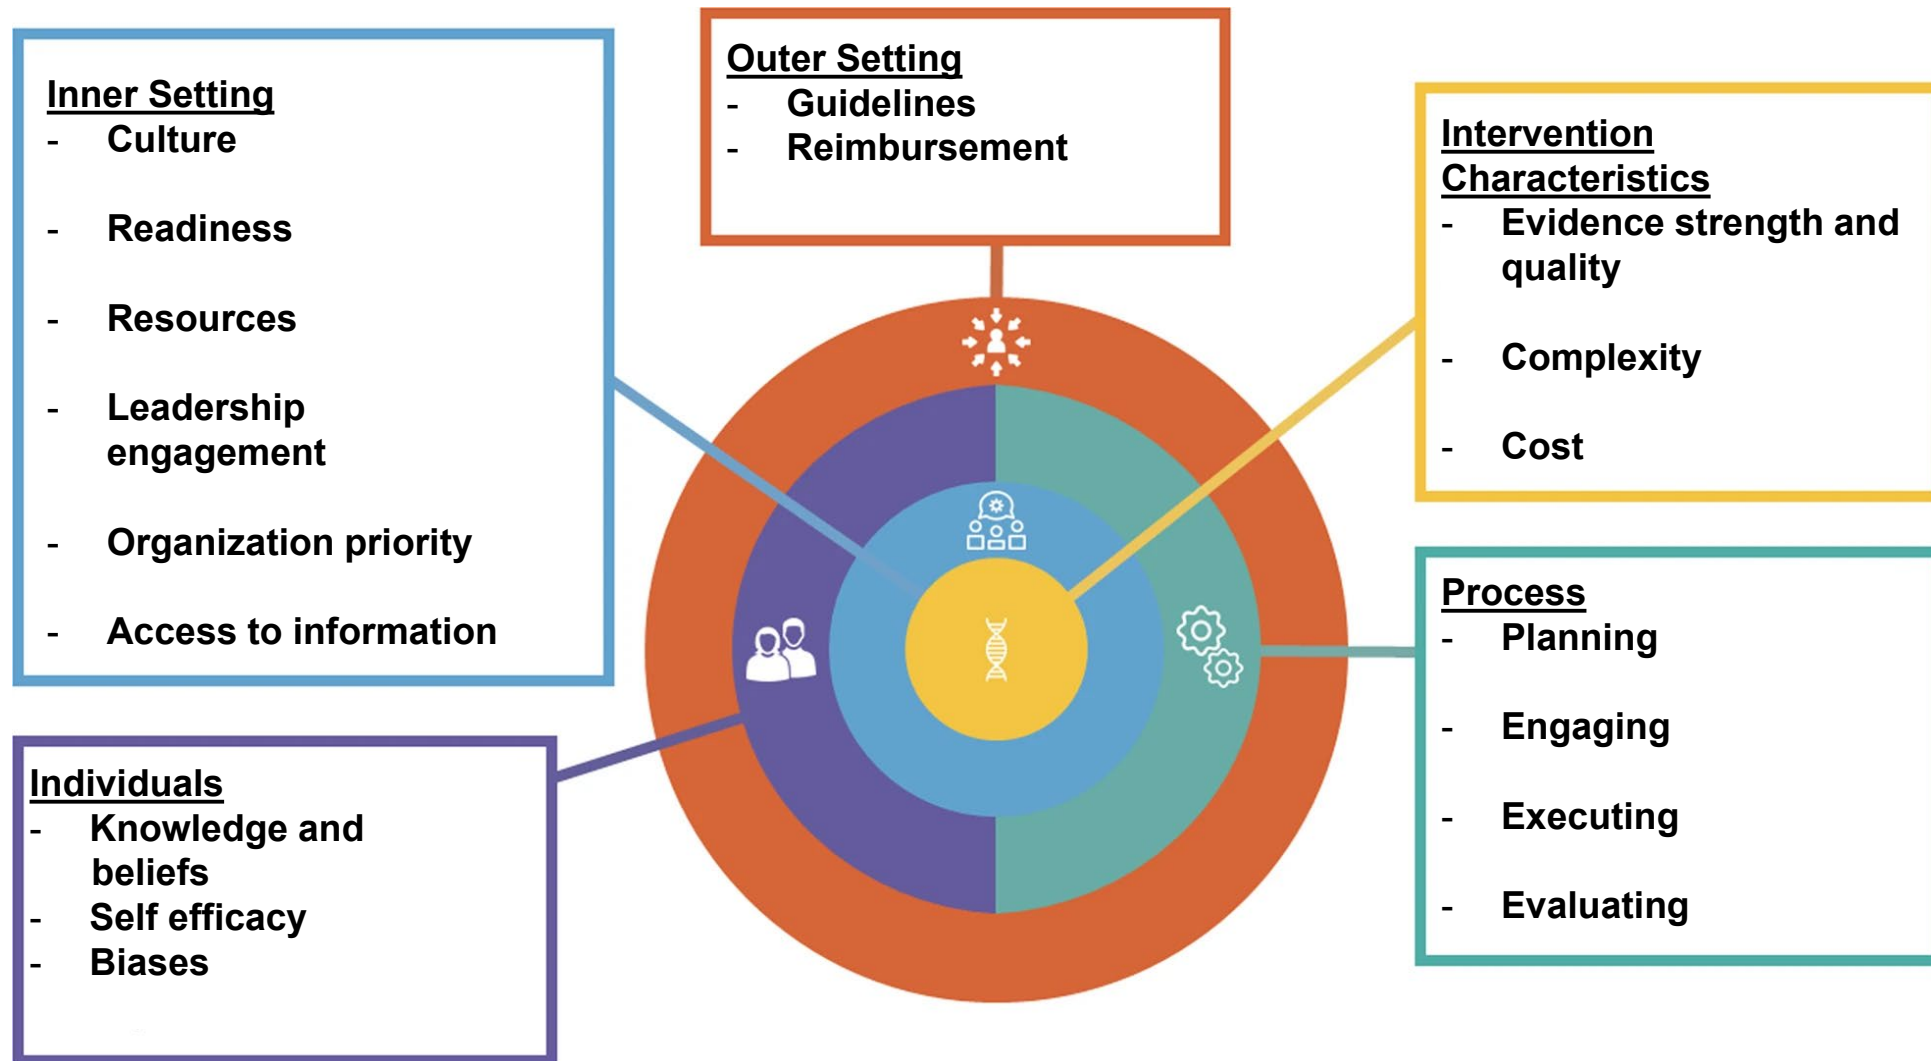 Inner Setting
- Culture
- Readiness
- Resources
- Leadership
engagement
- Organization priority
- Access to information
Outer Setting
- Guidelines
- Reimbursement
Intervention
Characteristics
- Evidence strength and
quality
- Complexity
- Cost
Individuals
- Knowledge and
beliefs
- Self efficacy
- Biases
Process
- Planning
- Engaging
- Executing
- Evaluating